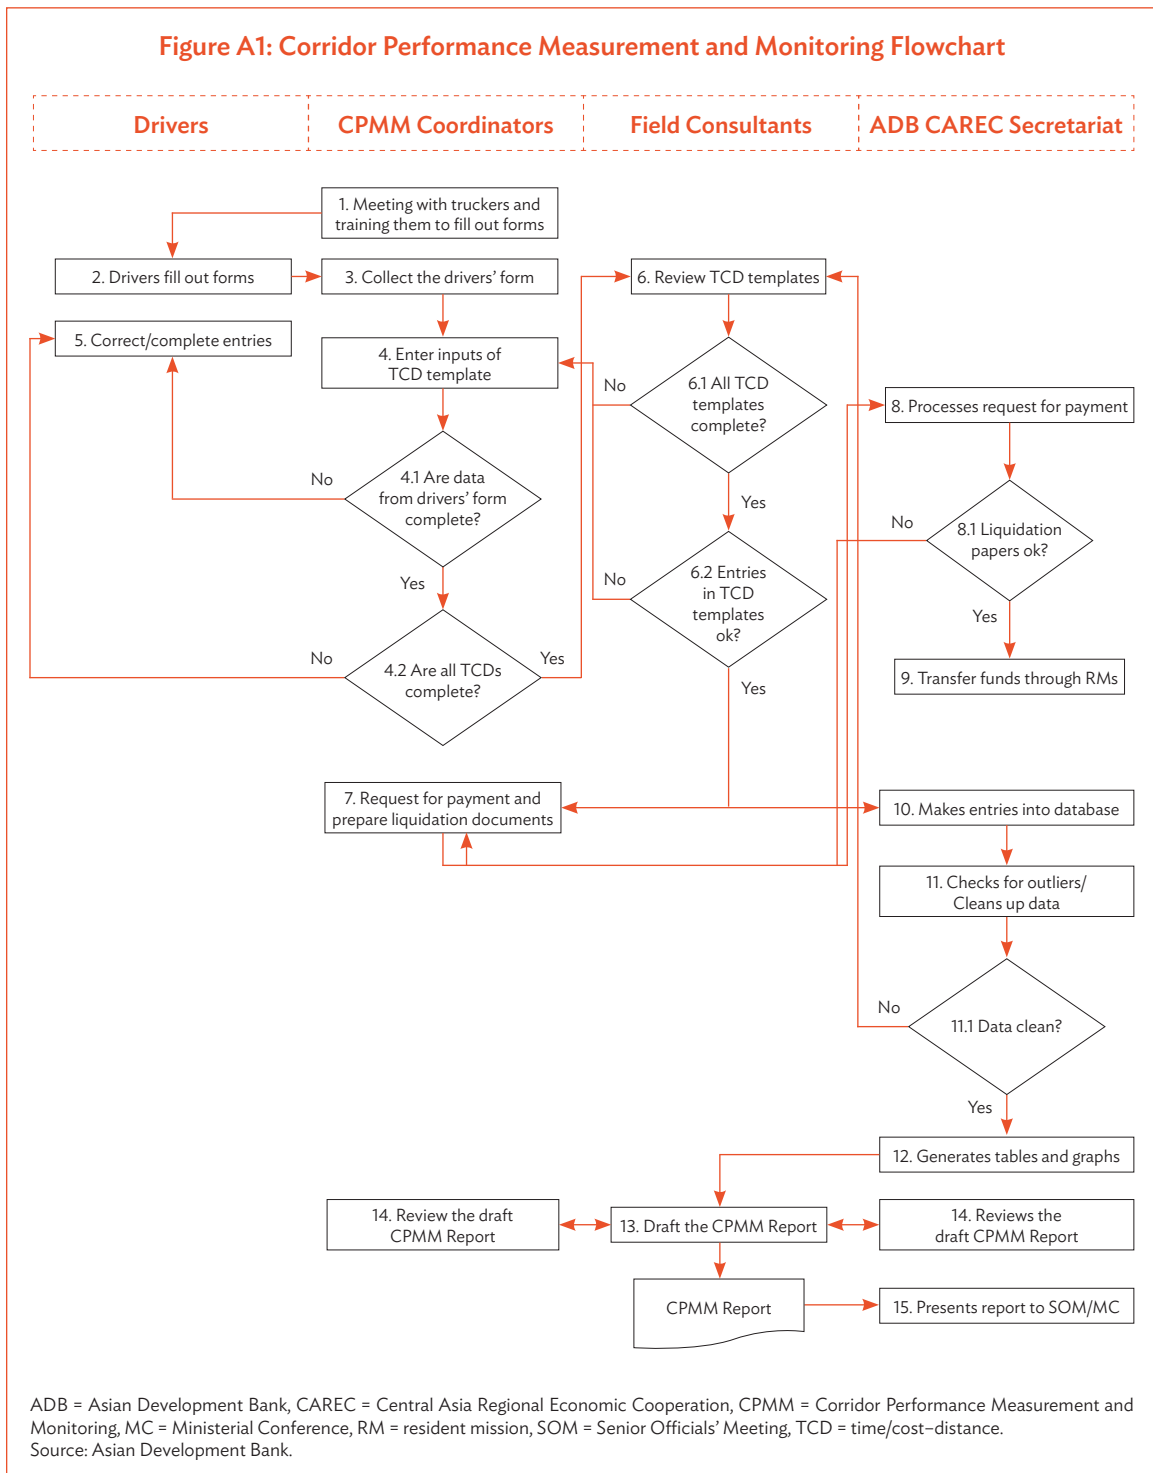 Figure A1: Corridor Performance Measurement and Monitoring Flowchart
Drivers
CPMM Coordinators
Field Consultants
ADB CAREC Secretariat
1. Meeting with truckers and
training them to fill out forms
2. Drivers fill out forms
3. Collect the drivers’ form
6. Review TCD templates
5. Correct/complete entries
4. Enter inputs of
TCD template
No
6.1 All TCD
templates
complete?
8. Processes request for payment
No
4.1 Are data
from drivers’ form
complete?
Yes
No
8.1 Liquidation
papers ok?
Yes
No
6.2 Entries
in TCD
templates
ok?
Yes
No
4.2 Are all TCDs
complete?
Yes
Yes
9. Transfer funds through RMs
7. Request for payment and
prepare liquidation documents
10. Makes entries into database
11. Checks for outliers/
Cleans up data
No
11.1 Data clean?
Yes
12. Generates tables and graphs
14. Review the draft
CPMM Report
13. Draft the CPMM Report
14. Reviews the
draft CPMM Report
CPMM Report
15. Presents report to SOM/MC
ADB = Asian Development Bank, CAREC = Central Asia Regional Economic Cooperation, CPMM = Corridor Performance Measurement and
Monitoring, MC = Ministerial Conference, RM = resident mission, SOM = Senior Officials’ Meeting, TCD = time/cost–distance.
Source: Asian Development Bank.